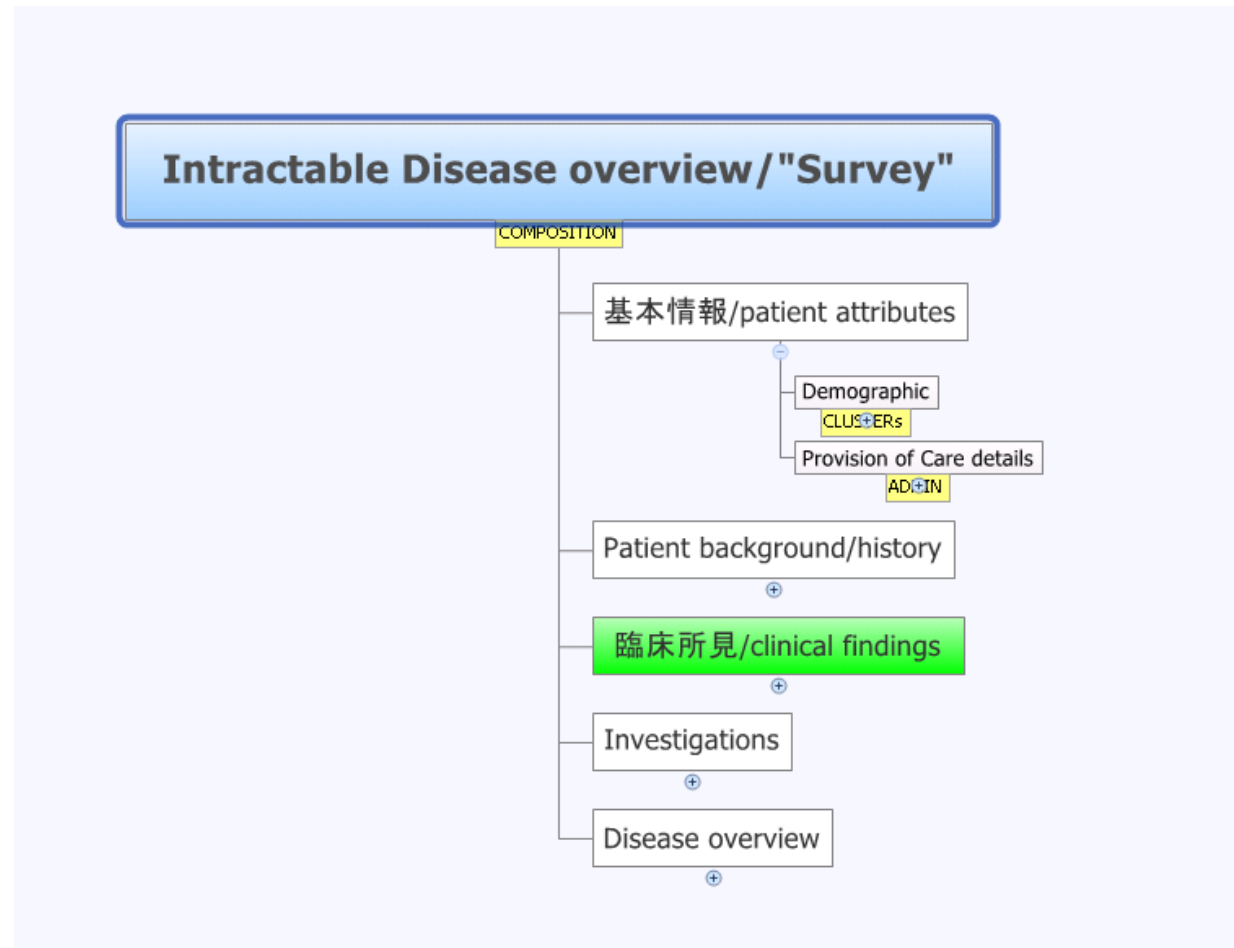 Intractable Disease overview/"Survey"
COMPOSITION
基本情報/patient attributes
Demographic
CLUSTERs
Provision of Care details
ADMIN
Patient background/history
臨床所見/clinical findings
Investigations
Disease overview